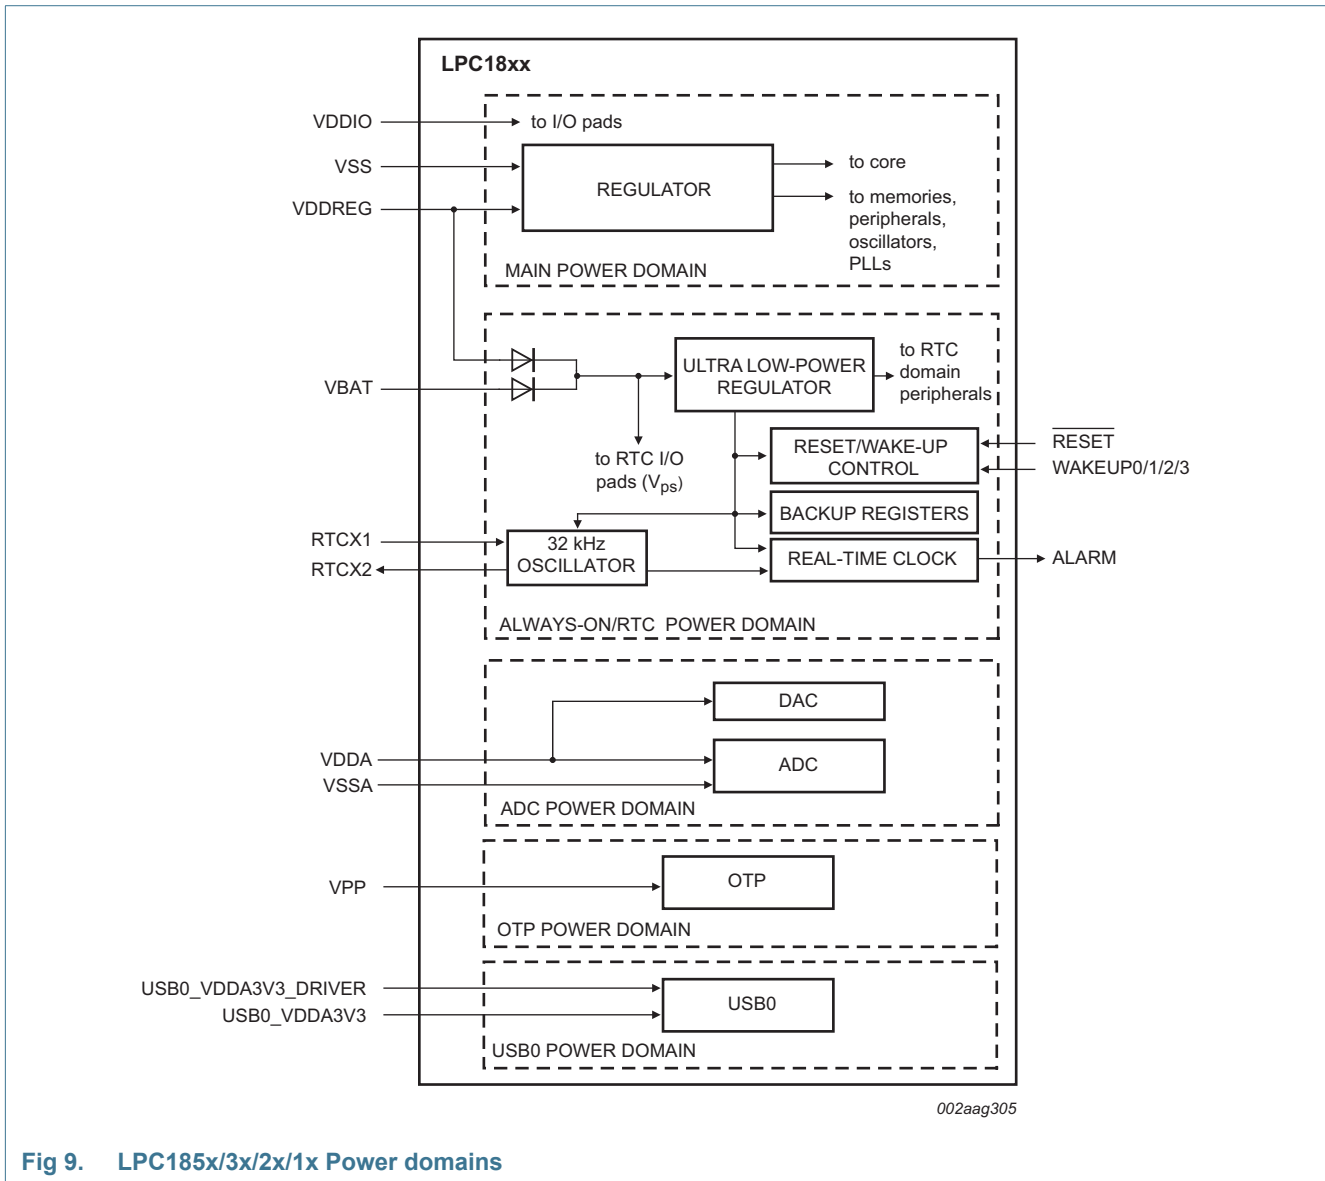 LPC18xx
VDDIO
to I/O pads
VSS
REGULATOR
to core
VDDREG
to memories,
peripherals,
oscillators,
PLLs
MAIN POWER DOMAIN
VBAT
ULTRA LOW-POWER
REGULATOR
to RTC
domain
peripherals
to RTC I/O
pads (Vps)
RESET/WAKE-UP
CONTROL
RESET
WAKEUP0/1/2/3
BACKUP REGISTERS
RTCX1
RTCX2
32 kHz
OSCILLATOR
REAL-TIME CLOCK
ALARM
ALWAYS-ON/RTC POWER DOMAIN
DAC
VDDA
ADC
VSSA
ADC POWER DOMAIN
VPP
OTP
OTP POWER DOMAIN
USB0_VDDA3V3_DRIVER
USB0_VDDA3V3
USB0
USB0 POWER DOMAIN
002aag305
Fig 9. LPC185x/3x/2x/1x Power domains